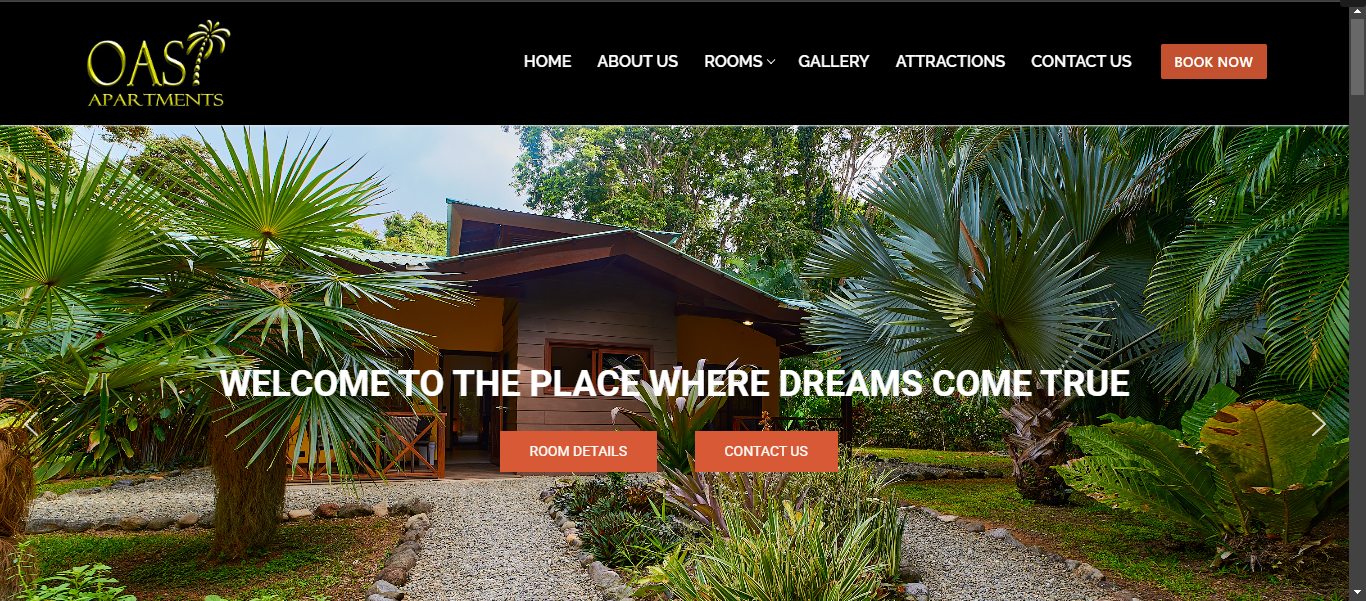 OASI
APARTMENTS
HOME ABOUT US ROOMS GALLERY ATTRACTIONS CONTACT US BOOK NOW
WELCOME TO THE PLACE WHERE DREAMS COME TRUE
ROOM DETAILS CONTACT US